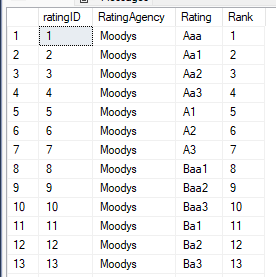 ratingID RatingAgency Rating Rank
1 1 Moodys Aaa 1
2 2 Moodys Aa1 2
3 3 Moodys Aa2 3
4 4 Moodys Aa3 4
5 5 Moodys A1 5
6 6 Moodys A2 6
7 7 Moodys A3 7
8 8 Moodys Baa1 8
9 9 Moodys Baa2 9
10 10 Moodys Baa3 10
11 11 Moodys Ba1 11
12 12 Moodys Ba2 12
13 13 Moodys Ba3 13